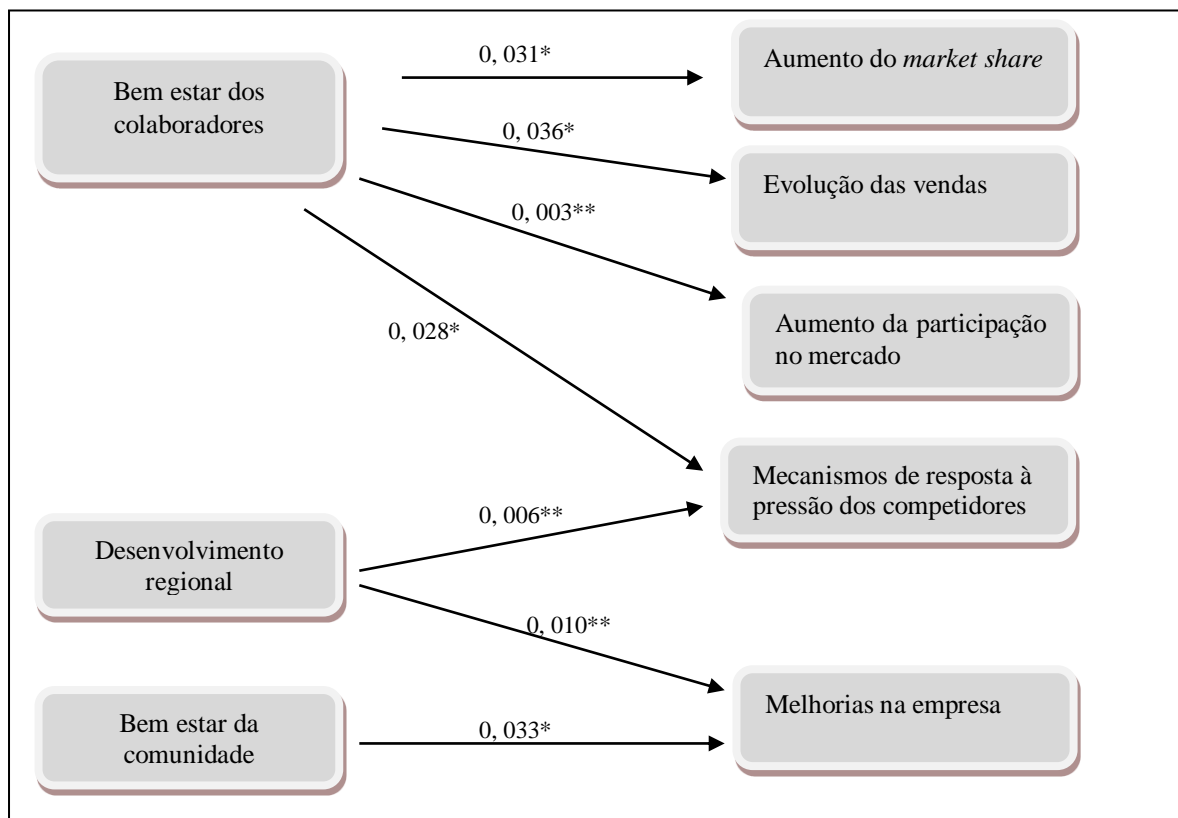 0, 031*
Aumento do market share
Bem estar dos
colaboradores
0, 036*
Evolução das vendas
0, 003**
Aumento da participação
no mercado
0, 028*
Mecanismos de resposta à
pressão dos competidores
0, 006**
Desenvolvimento
regional
0, 010**
Melhorias na empresa
Bem estar da
comunidade
0, 033*